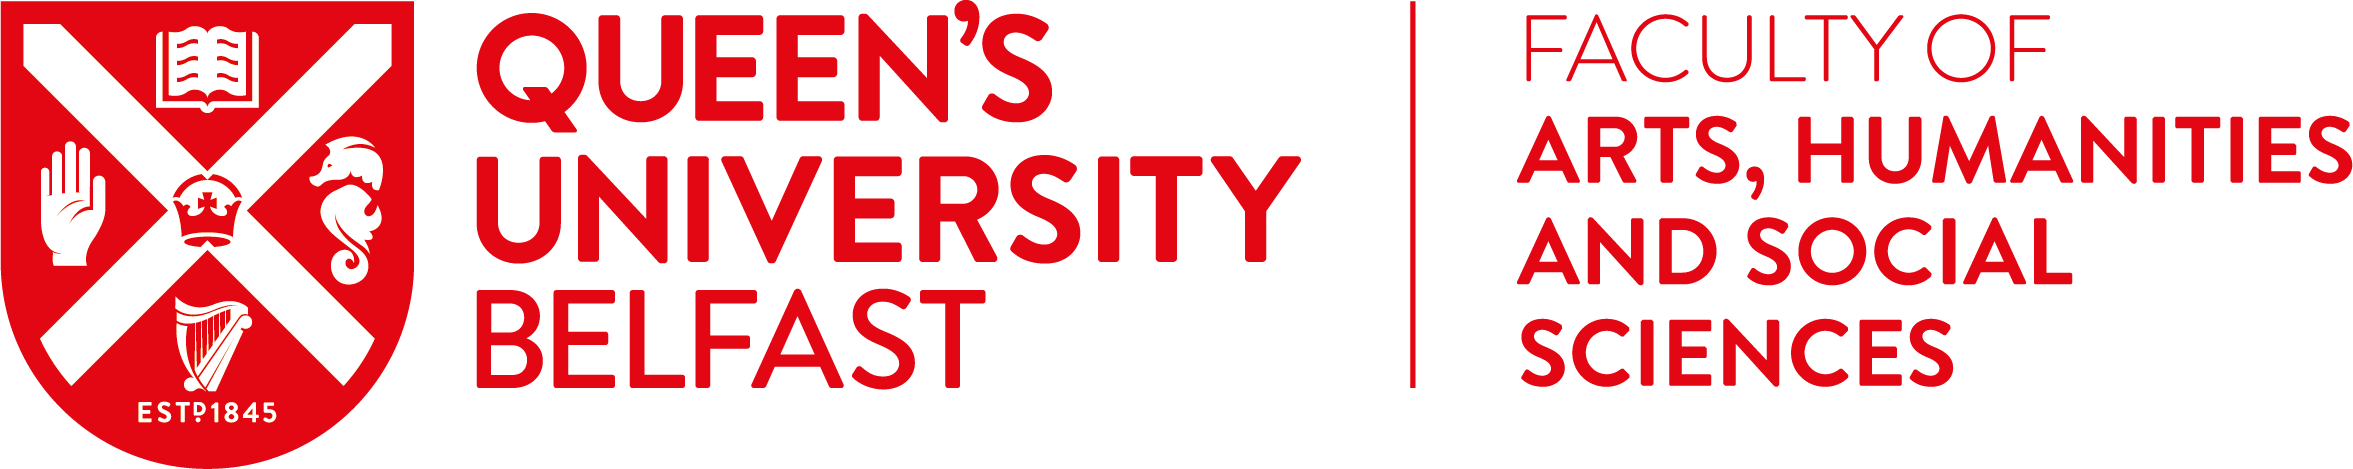 QUEEN'S
UNIVERSITY
BELFAST
FACULTY OF
ARTS, HUMANITIES
AND SOCIAL
SCIENCES
ESTD 1845